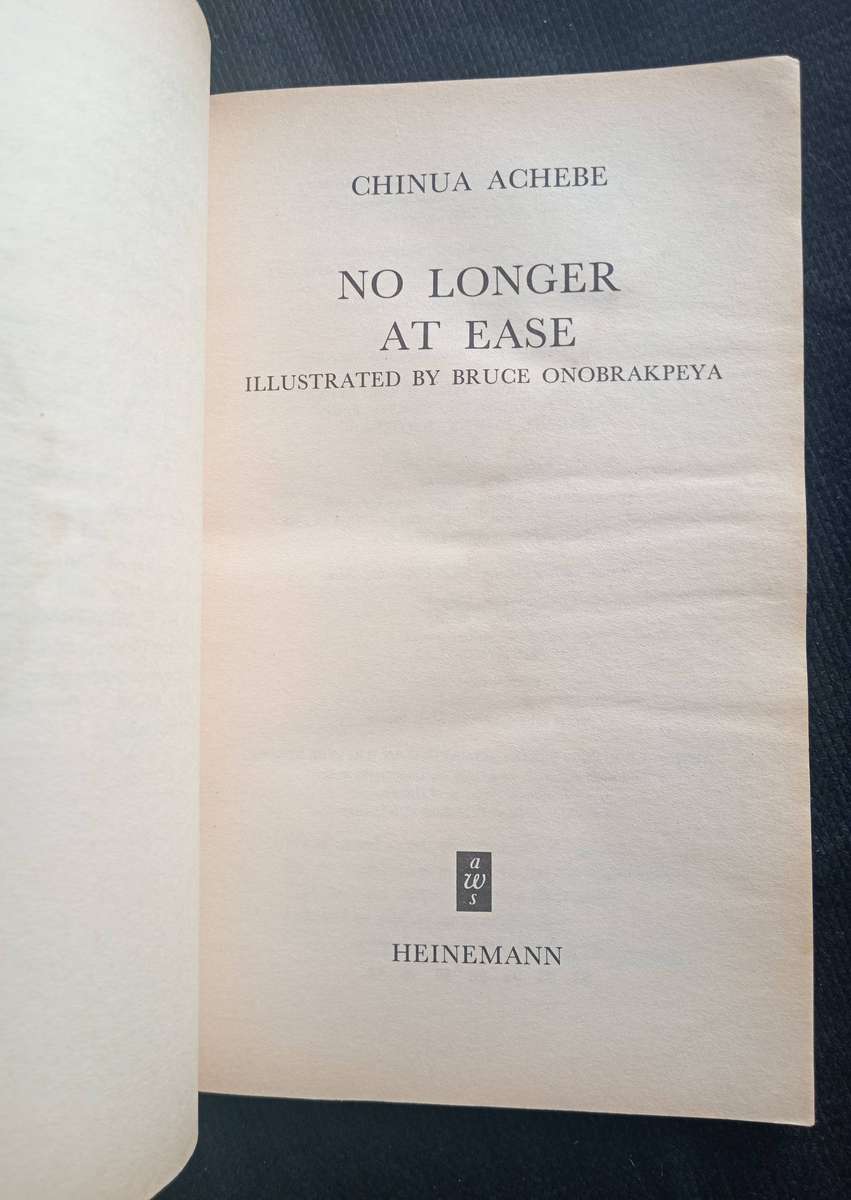 CHINUA ACHEBE
NO LONGER
AT EASE
ILLUSTRATED BY BRUCE ONOBRAKPEYA
a
w
s
HEINEMANN